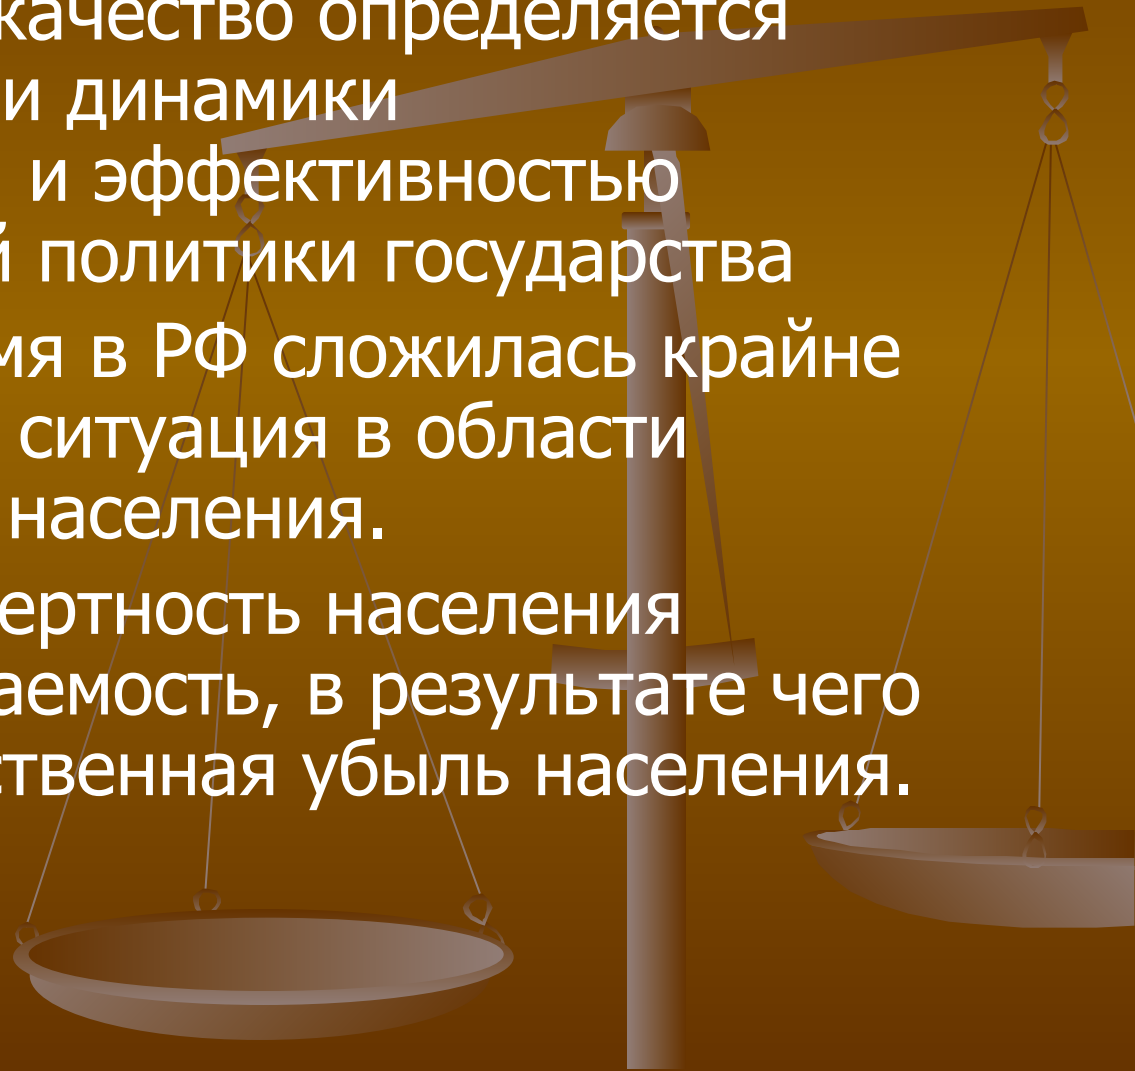 качество определяется
и динамики
и эффективностью
й политики государства
мя в РФ сложилась крайне
ситуация в области
населения.
ертность населения
аемость, в результате чего
ственная убыль населения.